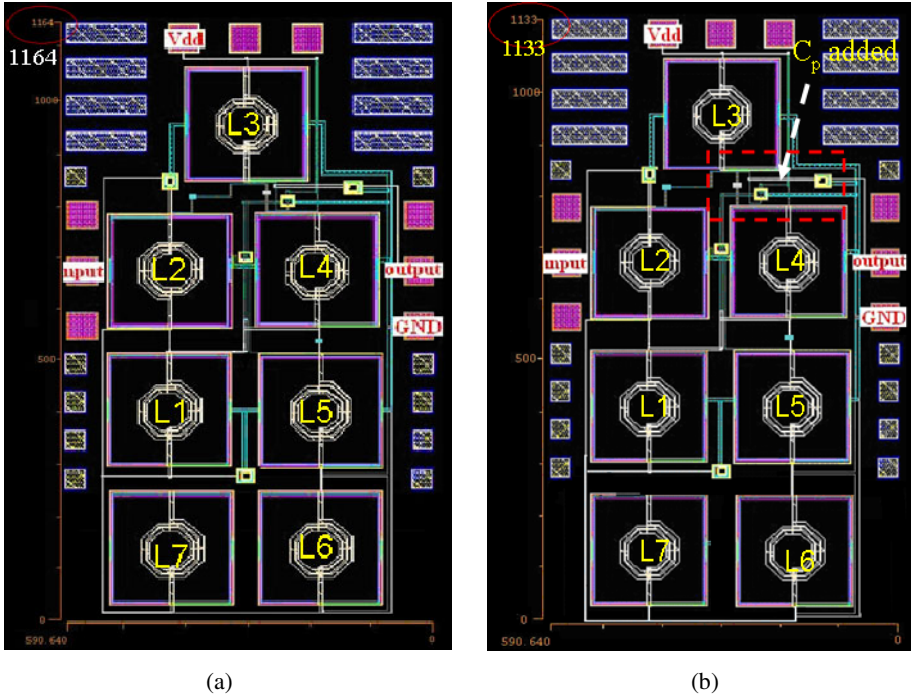 1164
1164
Vdd
1000
L3
L2
L4
input
output
GND
500
L1
L5
L7
L6
0
590.640
0
(a)
1133
1133
Vdd
Cp added
1000
L3
L2
L4
input
output
GND
500
L1
L5
L7
L6
0
590.640
0
(b)